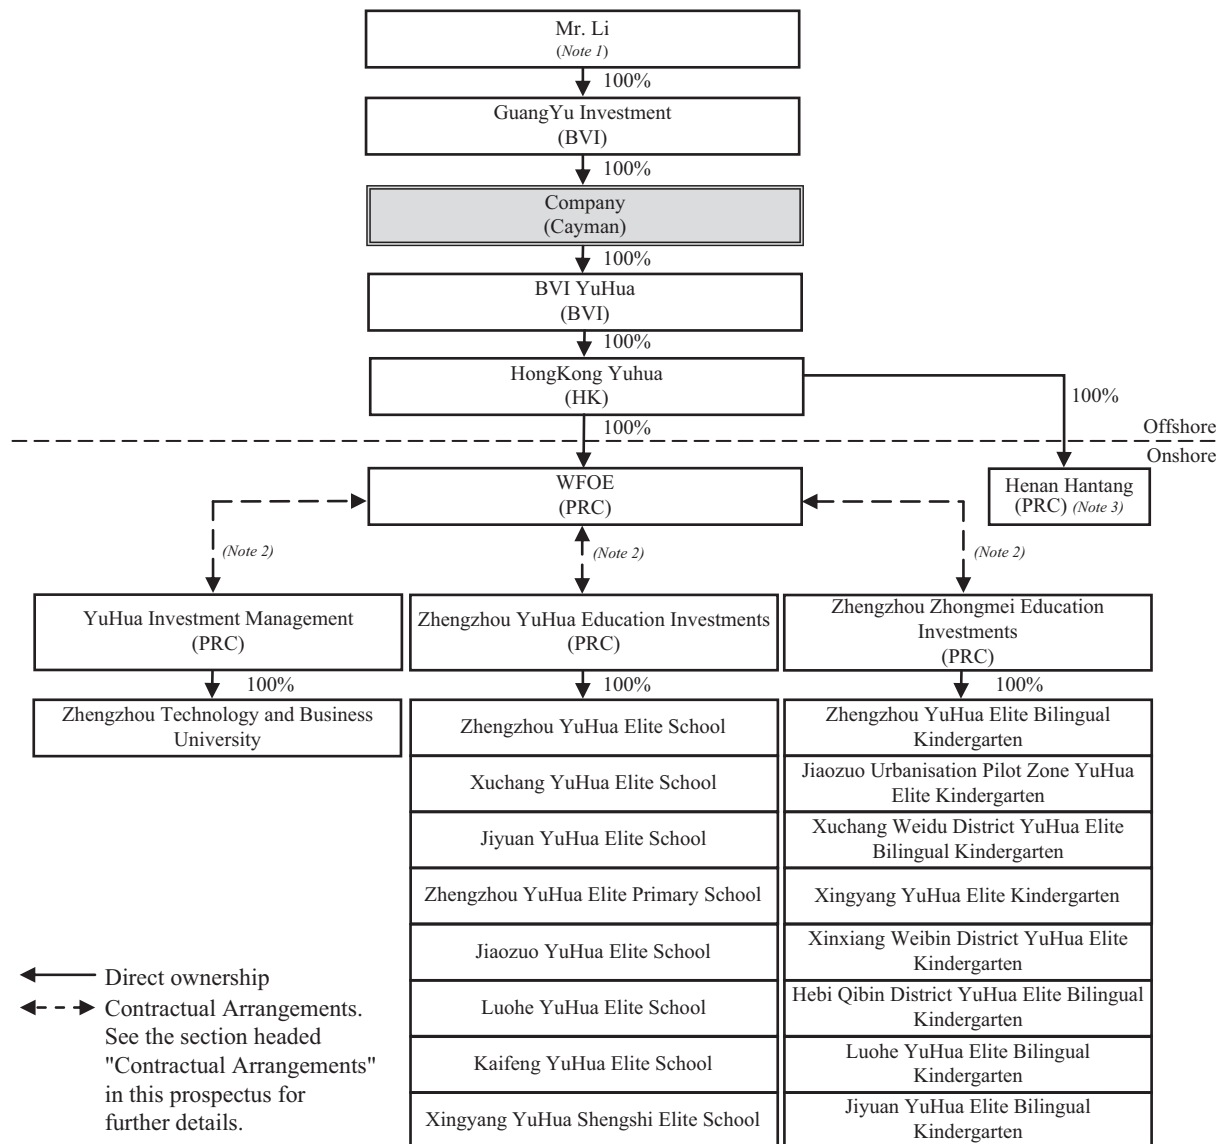 Mr. Li
(Note 1)
100%
GuangYu Investment
(BVI)
100%
Company
(Cayman)
100%
BVI YuHua
(BVI)
100%
HongKong Yuhua
(HK)
100%
100%
Offshore
Onshore
WFOE
(PRC)
Henan Hantang
(PRC) (Note 3)
(Note 2)
(Note 2)
(Note 2)
YuHua Investment Management
(PRC)
Zhengzhou YuHua Education Investments
(PRC)
Zhengzhou Zhongmei Education
Investments
(PRC)
100%
100%
100%
Zhengzhou Technology and Business
University
Zhengzhou YuHua Elite School
Xuchang YuHua Elite School
Jiyuan YuHua Elite School
Zhengzhou YuHua Elite Primary School
Jiaozuo YuHua Elite School
Luohe YuHua Elite School
Kaifeng YuHua Elite School
Xingyang YuHua Shengshi Elite School
Zhengzhou YuHua Elite Bilingual
Kindergarten
Jiaozuo Urbanisation Pilot Zone YuHua
Elite Kindergarten
Xuchang Weidu District YuHua Elite
Bilingual Kindergarten
Xingyang YuHua Elite Kindergarten
Xinxiang Weibin District YuHua Elite
Kindergarten
Hebi Qibin District YuHua Elite Bilingual
Kindergarten
Luohe YuHua Elite Bilingual
Kindergarten
Jiyuan YuHua Elite Bilingual
Kindergarten
Direct ownership
Contractual Arrangements.
See the section headed
"Contractual Arrangements"
in this prospectus for
further details.